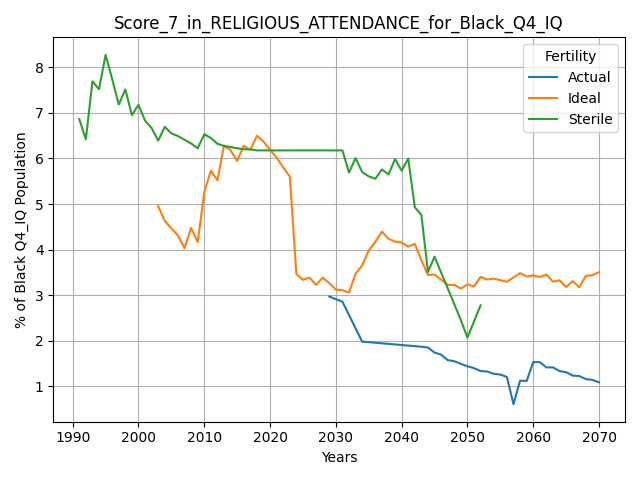 Score_7_in_RELIGIOUS_ATTENDANCE_for_Black_Q4_IQ
Fertility
Actual
Ideal
Sterile
% of Black Q4_IQ Population
8
7
6
5
4
3
2
1
1990 2000 2010 2020 2030 2040 2050 2060 2070
Years